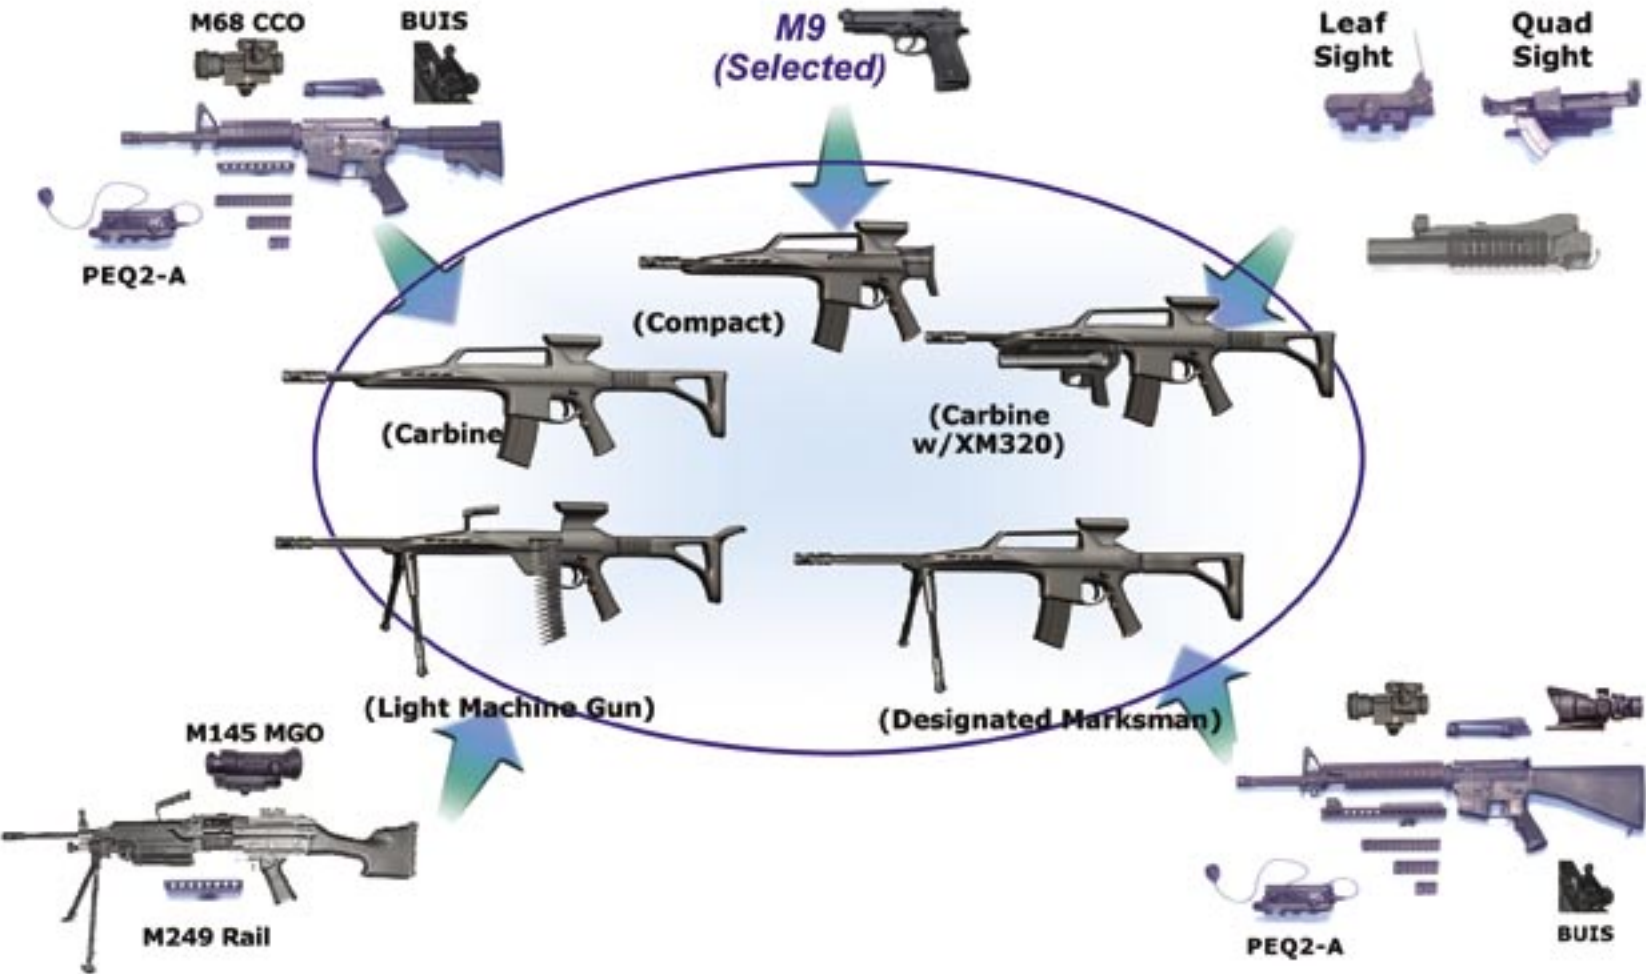 M68 CCO
BUIS
M9
(Selected)
Leaf
Sight
Quad
Sight
PEQ2-A
(Compact)
(Carbine
(Carbine
w/XM320)
(Light Machine Gun)
(Designated Marksman)
M145 MGO
M249 Rail
PEQ2-A
BUIS